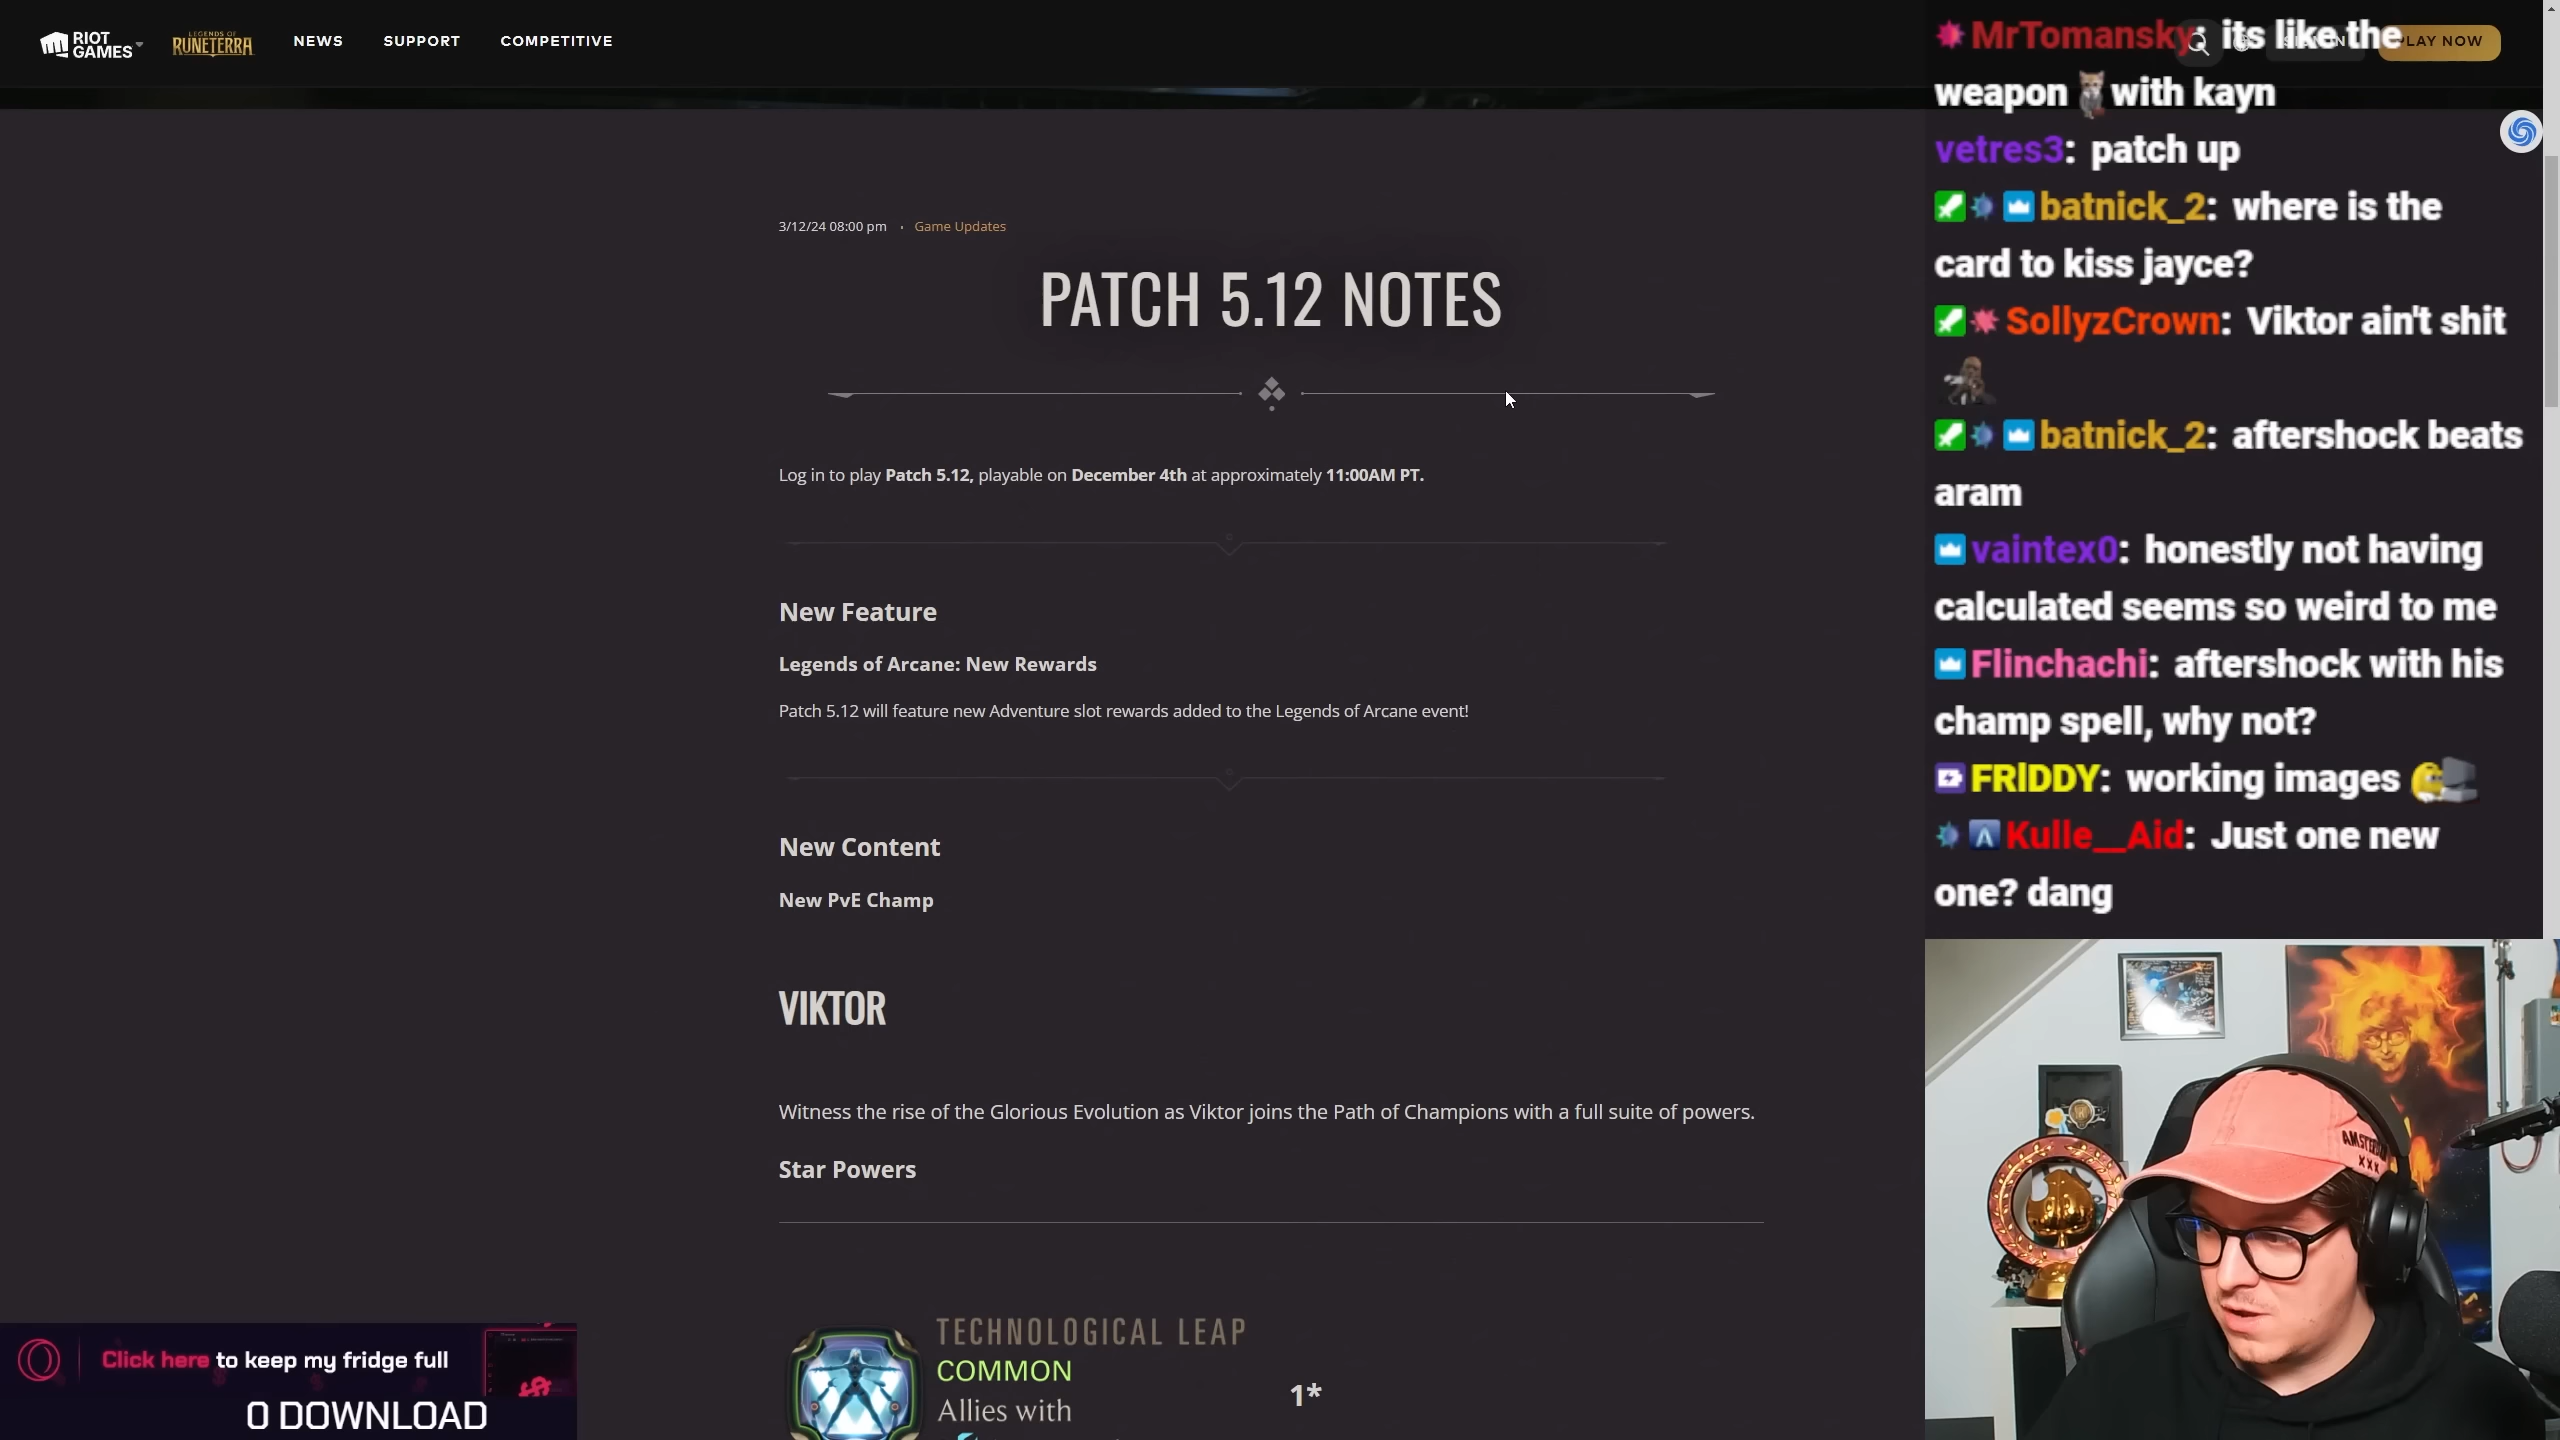 RIOT GAMES
LEGENDS OF RUNETERRA
NEWS
SUPPORT
COMPETITIVE
PLAY NOW
3/12/24 08:00 pm
Game Updates
PATCH 5.12 NOTES
Log in to play Patch 5.12, playable on December 4th at approximately 11:00AM PT.
New Feature
Legends of Arcane: New Rewards
Patch 5.12 will feature new Adventure slot rewards added to the Legends of Arcane event!
New Content
New PvE Champ
VIKTOR
Witness the rise of the Glorious Evolution as Viktor joins the Path of Champions with a full suite of powers.
Star Powers
TECHNOLOGICAL LEAP
COMMON
Allies with
1*
Click here to keep my fridge full
0 DOWNLOAD
MrTomansky: its like the
weapon with kayn
vetres3: patch up
batnick_2: where is the
card to kiss jayce?
SollyzCrown: Viktor ain't shit
batnick_2: aftershock beats
aram
vaintex0: honestly not having
calculated seems so weird to me
Flinchachi: aftershock with his
champ spell, why not?
FRIDDY: working images
Kulle__Aid: Just one new
one? dang
AMSTERDAM
XXX